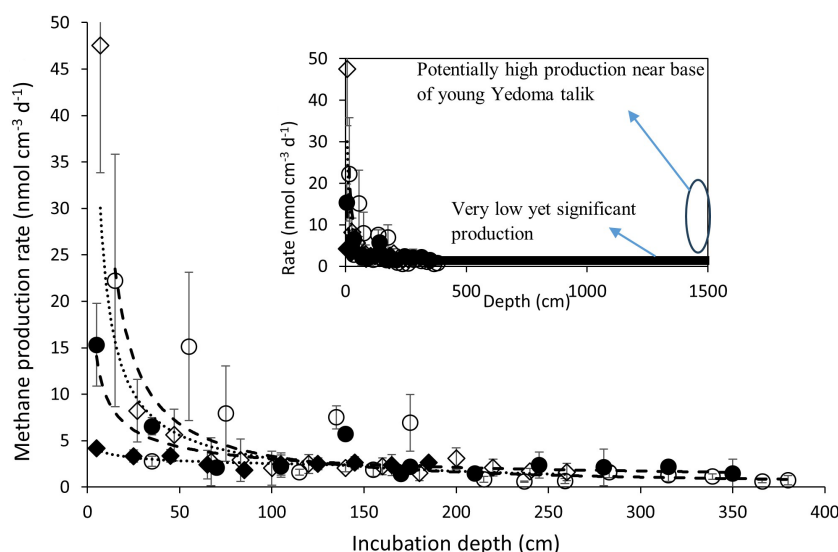 Methane production rate (nmol cm-3 d-1)
50
45
40
35
30
25
20
15
10
5
0
0 50 100 150 200 250 300 350 400
Incubation depth (cm)
Rate (nmol cm-3 d-1)
50
40
30
20
10
0
Potentially high production near base
of young Yedoma talik
Very low yet significant
production
0 500 1000 1500
Depth (cm)